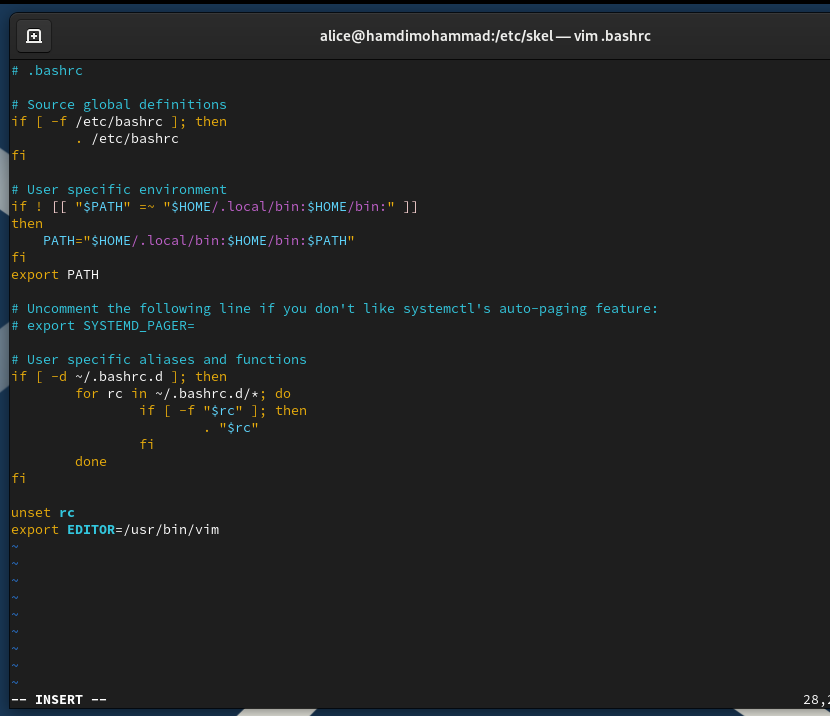 alice@hamdimohammad:/etc/skel — vim .bashrc
# .bashrc
# Source global definitions
if [ -f /etc/bashrc ]; then
        . /etc/bashrc
fi
# User specific environment
if ! [[ "$PATH" =~ "$HOME/.local/bin:$HOME/bin:" ]]
then
    PATH="$HOME/.local/bin:$HOME/bin:$PATH"
fi
export PATH
# Uncomment the following line if you don't like systemctl's auto-paging feature:
# export SYSTEMD_PAGER=
# User specific aliases and functions
if [ -d ~/.bashrc.d ]; then
        for rc in ~/.bashrc.d/*; do
                if [ -f "$rc" ]; then
                        . "$rc"
                fi
        done
fi
unset rc
export EDITOR=/usr/bin/vim
~
~
~
~
~
~
~
~
~
-- INSERT -- 28,